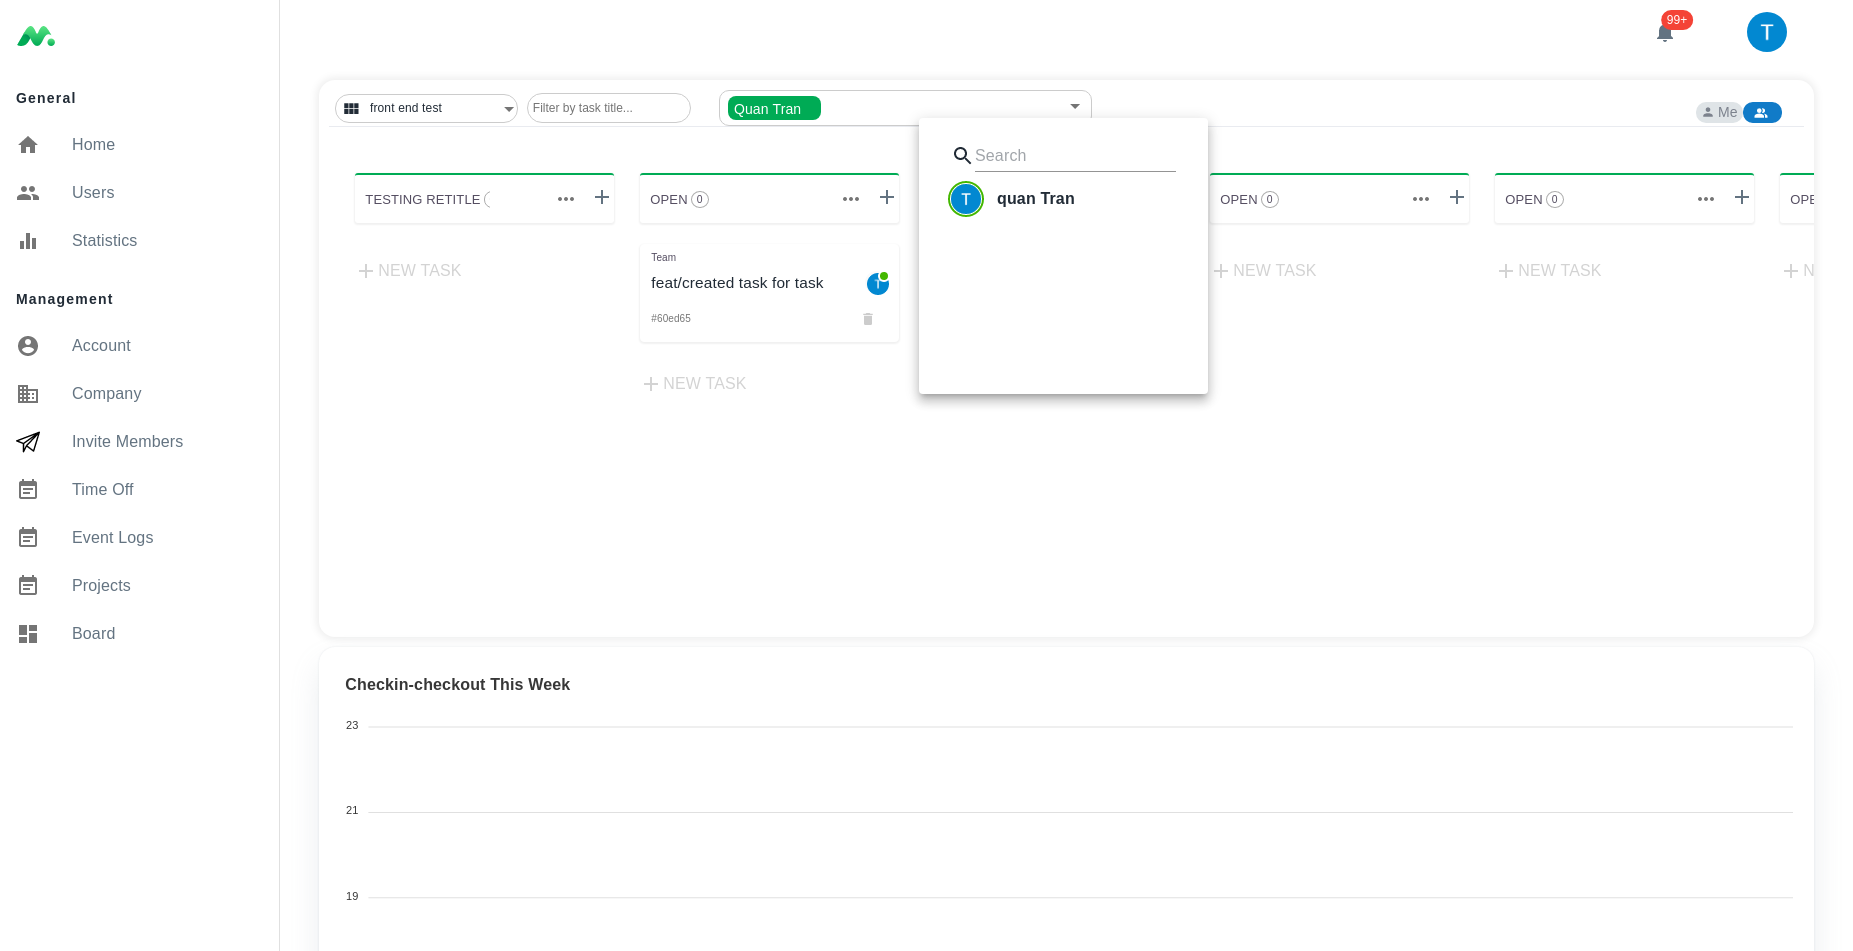 General
Home
Users
Statistics
Management
Account
Company
Invite Members
Time Off
Event Logs
Projects
Board
99+
T
front end test
Filter by task title...
Quan Tran
Me
Search
T quan Tran
TESTING RETITLE
OPEN 0
OPEN 0
OPEN 0
NEW TASK
Team
feat/created task for task
T
#60ed65
NEW TASK
NEW TASK
NEW TASK
Checkin-checkout This Week
23
21
19